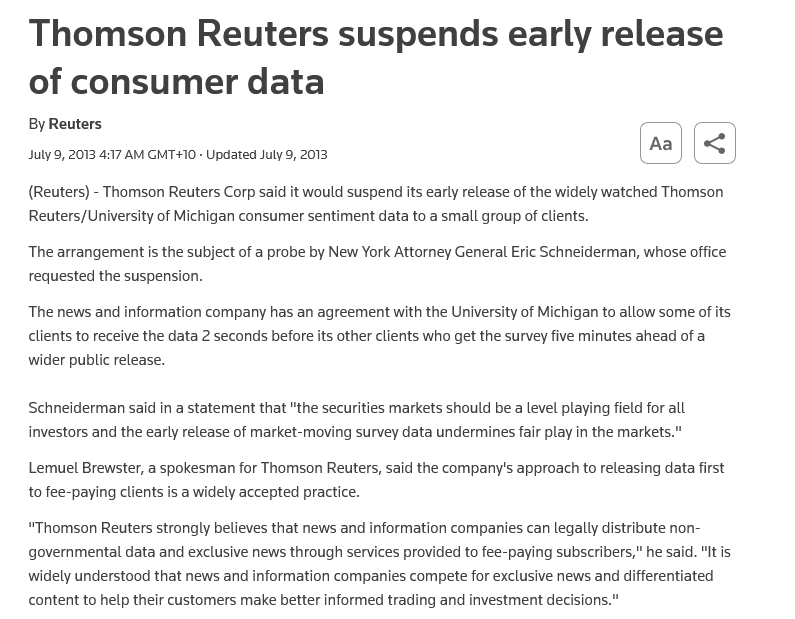 Thomson Reuters suspends early release
of consumer data
By Reuters
July 9, 2013 4:17 AM GMT+10 · Updated July 9, 2013
Aa
(Reuters) - Thomson Reuters Corp said it would suspend its early release of the widely watched Thomson
Reuters/University of Michigan consumer sentiment data to a small group of clients.
The arrangement is the subject of a probe by New York Attorney General Eric Schneiderman, whose office
requested the suspension.
The news and information company has an agreement with the University of Michigan to allow some of its
clients to receive the data 2 seconds before its other clients who get the survey five minutes ahead of a
wider public release.
Schneiderman said in a statement that "the securities markets should be a level playing field for all
investors and the early release of market-moving survey data undermines fair play in the markets."
Lemuel Brewster, a spokesman for Thomson Reuters, said the company's approach to releasing data first
to fee-paying clients is a widely accepted practice.
"Thomson Reuters strongly believes that news and information companies can legally distribute non-
governmental data and exclusive news through services provided to fee-paying subscribers," he said. "It is
widely understood that news and information companies compete for exclusive news and differentiated
content to help their customers make better informed trading and investment decisions."